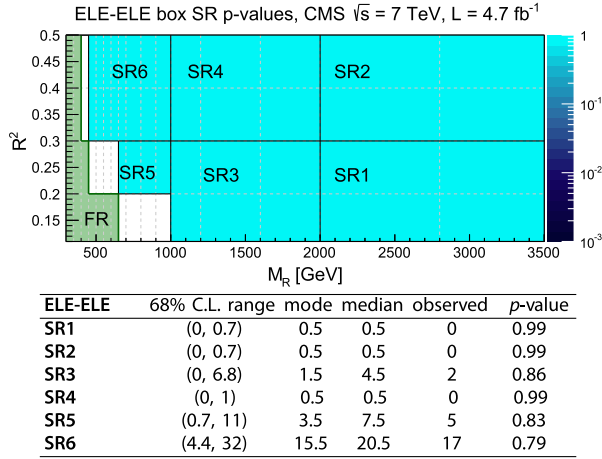 ELE-ELE box SR p-values, CMS √s = 7 TeV, L = 4.7 fb⁻¹
0.5
0.45
0.4
0.35
0.3
0.25
0.2
0.15
R²
SR6 SR4 SR2
SR5 SR3 SR1
FR
500 1000 1500 2000 2500 3000 3500
M_R [GeV]
1
10⁻¹
10⁻²
10⁻³
ELE-ELE 68% C.L. range mode median observed p-value
SR1 (0, 0.7) 0.5 0.5 0 0.99
SR2 (0, 0.7) 0.5 0.5 0 0.99
SR3 (0, 6.8) 1.5 4.5 2 0.86
SR4 (0, 1) 0.5 0.5 0 0.99
SR5 (0.7, 11) 3.5 7.5 5 0.83
SR6 (4.4, 32) 15.5 20.5 17 0.79